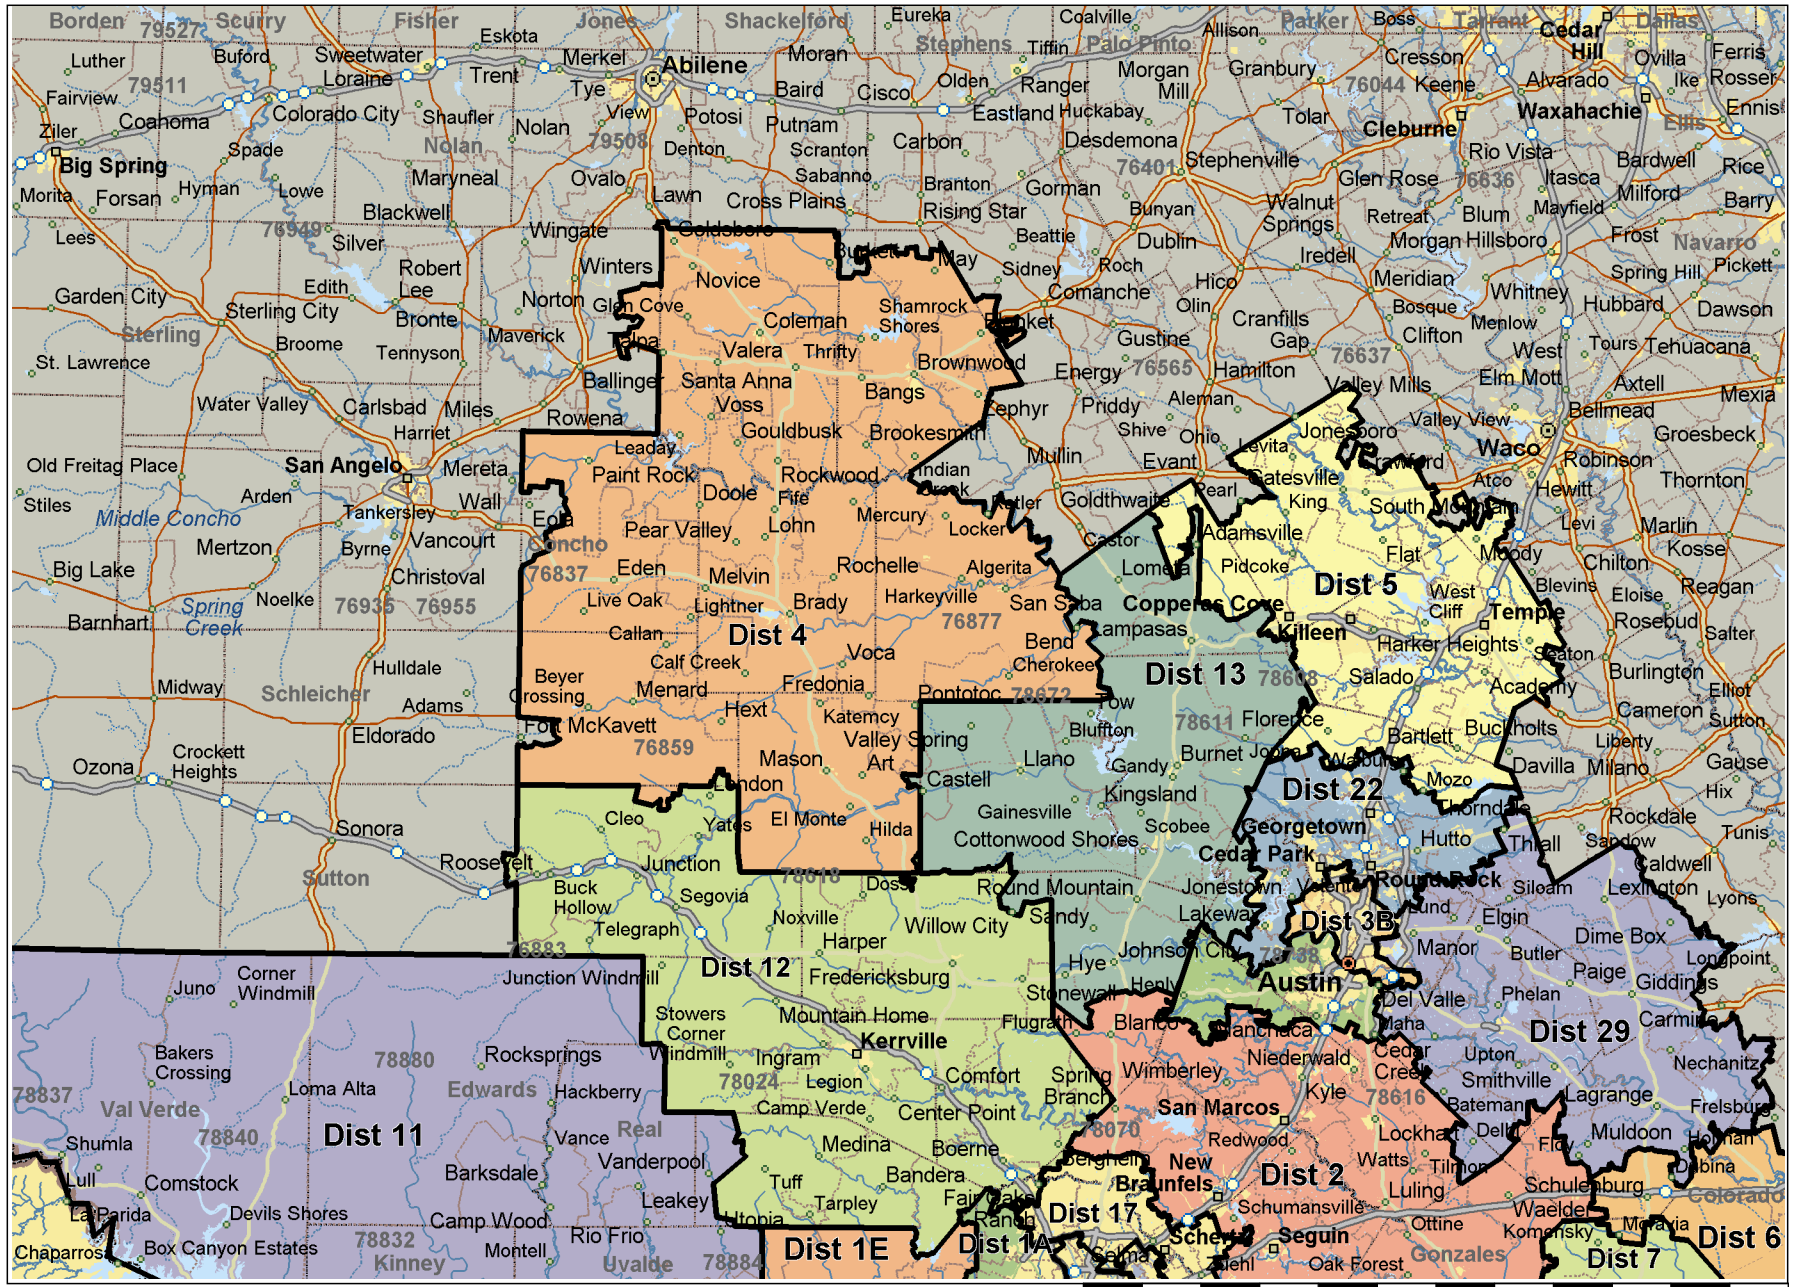 Borden
Scurry
Fisher
Jones
Shackelford
Eureka
Coalville
Parker
Boss
Tarrant
Cedar
Hill
Dallas
79527
Eskota
Stephens
Tiffin
Palo Pinto
Allison
Luther
Buford
Sweetwater
Merkel
Abilene
Moran
Cresson
Ovilla
Ferris
79511
Loraine
Trent
Tye
Baird
Cisco
Olden
Ranger
Morgan
Mill
Granbury
76044
Keene
Alvarado
Ike
Rosser
Fairview
Coahoma
Colorado City
Shaufler
View
Potosi
Putnam
Eastland
Huckabay
Tolar
Cleburne
Waxahachie
Ennis
Ellis
Ziler
Big Spring
Spade
Nolan
Nolan
79508
Denton
Scranton
Carbon
Desdemona
76401
Stephenville
Rio Vista
Bardwell
Rice
Morita
Forsan
Hyman
Lowe
Maryneal
Ovalo
Lawn
Sabanno
Cross Plains
Branton
Gorman
Glen Rose
76636
Itasca
Milford
Barry
Lees
76949
Silver
Blackwell
Wingate
Goldsboro
Burkett
Rising Star
Bunyan
Walnut
Springs
Retreat
Blum
Mayfield
Frost
Navarro
May
Beattie
Dublin
Iredell
Morgan
Hillsboro
Robert
Lee
Winters
Novice
Sidney
Roch
Hico
Meridian
Spring Hill
Pickett
Garden City
Sterling City
Edith
Bronte
Norton
Glen Cove
Coleman
Shamrock
Shores
Blanket
Comanche
Olin
Cranfills
Gap
Bosque
Whitney
Hubbard
Dawson
Sterling
Broome
Tennyson
Maverick
Talpa
Valera
Thrifty
Brownwood
Gustine
76565
76637
Clifton
Menlow
West
Tours
Tehuacana
St. Lawrence
Water Valley
Carlsbad
Miles
Ballinger
Santa Anna
Voss
Bangs
Zephyr
Energy
Hamilton
Valley Mills
Elm Mott
Axtell
Mexia
Harriet
Rowena
Gouldbusk
Brookesmith
Priddy
Shive
Aleman
Ohio
Levita
Jonesboro
Valley View
Waco
Bellmead
Groesbeck
Old Freitag Place
San Angelo
Mereta
Leaday
Paint Rock
Rockwood
Indian
Creek
Mullin
Evant
Gatesville
Crawford
Robinson
Stiles
Arden
Middle Concho
Tankersley
Wall
Eola
Doole
Fife
Mercury
Ratler
Goldthwaite
Pearl
King
South Mountain
Atco
Hewitt
Thornton
Mertzon
Byrne
Vancourt
Concho
Pear Valley
Lohn
Locker
Castor
Adamsville
Flat
Moody
Levi
Marlin
Big Lake
Christoval
76837
Eden
Melvin
Rochelle
Algerita
Lometa
Pidcoke
Dist 5
Chilton
Kosse
Spring
Creek
Noelke
76935
76955
Live Oak
Lightner
Brady
Harkeyville
San Saba
Copperas Cove
West
Cliff
Temple
Blevins
Eloise
Reagan
Barnhart
Callan
Dist 4
76877
Bend
Lampasas
Killeen
Harker Heights
Rosebud
Salter
Hulldale
Calf Creek
Voca
Cherokee
Dist 13
78608
Salado
Seaton
Burlington
Midway
Schleicher
Adams
Beyer
Crossing
Menard
Fredonia
Pontotoc
78672
Tow
Academy
Elliot
Eldorado
Fort McKavett
Hext
Katemcy
Bluffton
78611
Florence
Bartlett
Buckholts
Cameron
Sutton
Ozona
Crockett
Heights
76859
Mason
Valley Spring
Art
Llano
Gandy
Burnet
Joppa
Walburg
Liberty
Gause
London
Castell
Kingsland
Dist 22
Mozo
Davilla
Milano
Hix
Sonora
Cleo
Yates
El Monte
Hilda
Gainesville
Scobee
Georgetown
Thorndale
Rockdale
Cottonwood Shores
Cedar Park
Hutto
Thrall
Sandow
Tunis
Roosevelt
Junction
Sutton
78618
Doss
Round Mountain
Jonestown
Volente
Round Rock
Siloam
Caldwell
Lexington
Buck
Hollow
Segovia
Noxville
Willow City
Sandy
Lakeway
Dist 3B
Lund
Elgin
Lyons
Telegraph
Harper
Johnson City
Manor
Butler
Dime Box
76883
Dist 12
Fredericksburg
Hye
78738
Austin
Paige
Longpoint
Corner
Windmill
Junction Windmill
Stonewall
Henly
Del Valle
Phelan
Giddings
Juno
Stowers
Mountain Home
Flugrath
Blanco
Manchaca
Maha
Dist 29
Carmine
Corner
Windmill
Kerrville
Bakers
Crossing
78880
Rocksprings
Ingram
Niederwald
Cedar
Creek
Upton
Nechanitz
78837
Loma Alta
Edwards
Hackberry
78024
Legion
Comfort
Spring
Branch
Wimberley
Kyle
78616
Smithville
Val Verde
Camp Verde
Center Point
San Marcos
Bateman
Lagrange
Frelsburg
78840
Dist 11
Vance
Real
Medina
Boerne
78070
Redwood
Lockhart
Delhi
Muldoon
Holman
Shumla
Vanderpool
Bergheim
New
Braunfels
Watts
Tilmon
Floy
Lull
Comstock
Barksdale
Leakey
Tuff
Bandera
Fair Oaks
Ranch
Dist 2
Luling
Schulenburg
Dubina
Colorado
La Parida
Devils Shores
Camp Wood
Utopia
Tarpley
Dist 17
Schumansville
Waelder
Chaparrosa
Box Canyon Estates
78832
Kinney
Montell
Rio Frio
Uvalde
78884
Dist 1E
Dist 1A
Selma
Schertz
Zuehl
Seguin
Ottine
Oak Forest
Gonzales
Komensky
Moravia
Dist 7
Dist 6